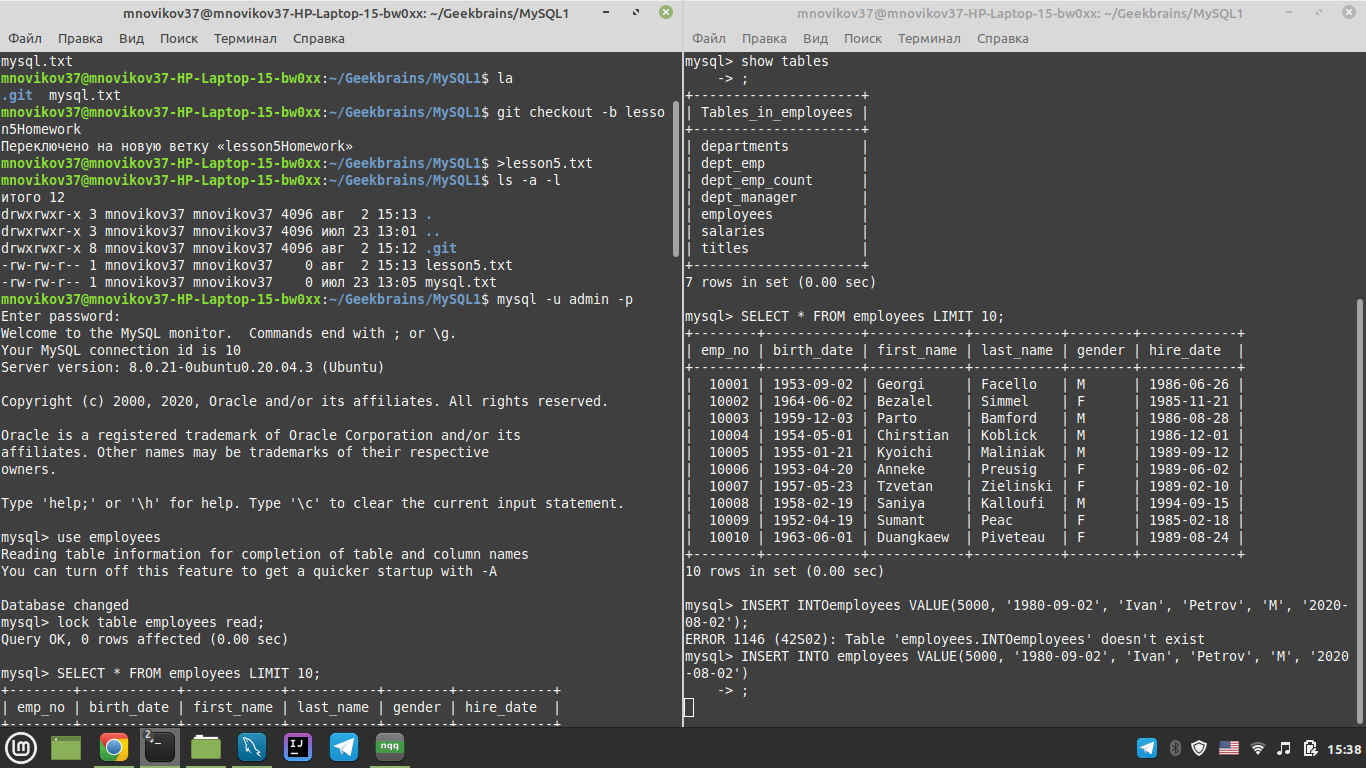 mnovikov37@mnovikov37-HP-Laptop-15-bw0xx: ~/Geekbrains/MySQL1
Файл Правка Вид Поиск Терминал Справка
mysql.txt
mnovikov37@mnovikov37-HP-Laptop-15-bw0xx:~/Geekbrains/MySQL1$ la
.git  mysql.txt
mnovikov37@mnovikov37-HP-Laptop-15-bw0xx:~/Geekbrains/MySQL1$ git checkout -b lesso
n5Homework
Переключено на новую ветку «lesson5Homework»
mnovikov37@mnovikov37-HP-Laptop-15-bw0xx:~/Geekbrains/MySQL1$ >lesson5.txt
mnovikov37@mnovikov37-HP-Laptop-15-bw0xx:~/Geekbrains/MySQL1$ ls -a -l
итого 12
drwxrwxr-x 3 mnovikov37 mnovikov37 4096 авг  2 15:13 .
drwxrwxr-x 3 mnovikov37 mnovikov37 4096 июл 23 13:01 ..
drwxrwxr-x 8 mnovikov37 mnovikov37 4096 авг  2 15:12 .git
-rw-rw-r-- 1 mnovikov37 mnovikov37    0 авг  2 15:13 lesson5.txt
-rw-rw-r-- 1 mnovikov37 mnovikov37    0 июл 23 13:05 mysql.txt
mnovikov37@mnovikov37-HP-Laptop-15-bw0xx:~/Geekbrains/MySQL1$ mysql -u admin -p
Enter password:
Welcome to the MySQL monitor.  Commands end with ; or \g.
Your MySQL connection id is 10
Server version: 8.0.21-0ubuntu0.20.04.3 (Ubuntu)
Copyright (c) 2000, 2020, Oracle and/or its affiliates. All rights reserved.
Oracle is a registered trademark of Oracle Corporation and/or its
affiliates. Other names may be trademarks of their respective
owners.
Type 'help;' or '\h' for help. Type '\c' to clear the current input statement.
mysql> use employees
Reading table information for completion of table and column names
You can turn off this feature to get a quicker startup with -A
Database changed
mysql> lock table employees read;
Query OK, 0 rows affected (0.00 sec)
mysql> SELECT * FROM employees LIMIT 10;
+--------+------------+------------+-----------+--------+------------+
| emp_no | birth_date | first_name | last_name | gender | hire_date  |
+--------+------------+------------+-----------+--------+------------+
mnovikov37@mnovikov37-HP-Laptop-15-bw0xx: ~/Geekbrains/MySQL1
Файл Правка Вид Поиск Терминал Справка
mysql> show tables
    -> ;
+---------------------+
| Tables_in_employees |
+---------------------+
| departments         |
| dept_emp            |
| dept_emp_count      |
| dept_manager        |
| employees           |
| salaries            |
| titles              |
+---------------------+
7 rows in set (0.00 sec)
mysql> SELECT * FROM employees LIMIT 10;
+--------+------------+------------+-----------+--------+------------+
| emp_no | birth_date | first_name | last_name | gender | hire_date  |
+--------+------------+------------+-----------+--------+------------+
|  10001 | 1953-09-02 | Georgi     | Facello   | M      | 1986-06-26 |
|  10002 | 1964-06-02 | Bezalel    | Simmel    | F      | 1985-11-21 |
|  10003 | 1959-12-03 | Parto      | Bamford   | M      | 1986-08-28 |
|  10004 | 1954-05-01 | Chirstian  | Koblick   | M      | 1986-12-01 |
|  10005 | 1955-01-21 | Kyoichi    | Maliniak  | M      | 1989-09-12 |
|  10006 | 1953-04-20 | Anneke     | Preusig   | F      | 1989-06-02 |
|  10007 | 1957-05-23 | Tzvetan    | Zielinski | F      | 1989-02-10 |
|  10008 | 1958-02-19 | Saniya     | Kalloufi  | M      | 1994-09-15 |
|  10009 | 1952-04-19 | Sumant     | Peac      | F      | 1985-02-18 |
|  10010 | 1963-06-01 | Duangkaew  | Piveteau  | F      | 1989-08-24 |
+--------+------------+------------+-----------+--------+------------+
10 rows in set (0.00 sec)
mysql> INSERT INTOemployees VALUE(5000, '1980-09-02', 'Ivan', 'Petrov', 'M', '2020-
08-02');
ERROR 1146 (42S02): Table 'employees.INTOemployees' doesn't exist
mysql> INSERT INTO employees VALUE(5000, '1980-09-02', 'Ivan', 'Petrov', 'M', '2020
-08-02')
    -> ;
2
IJ
nqq
15:38